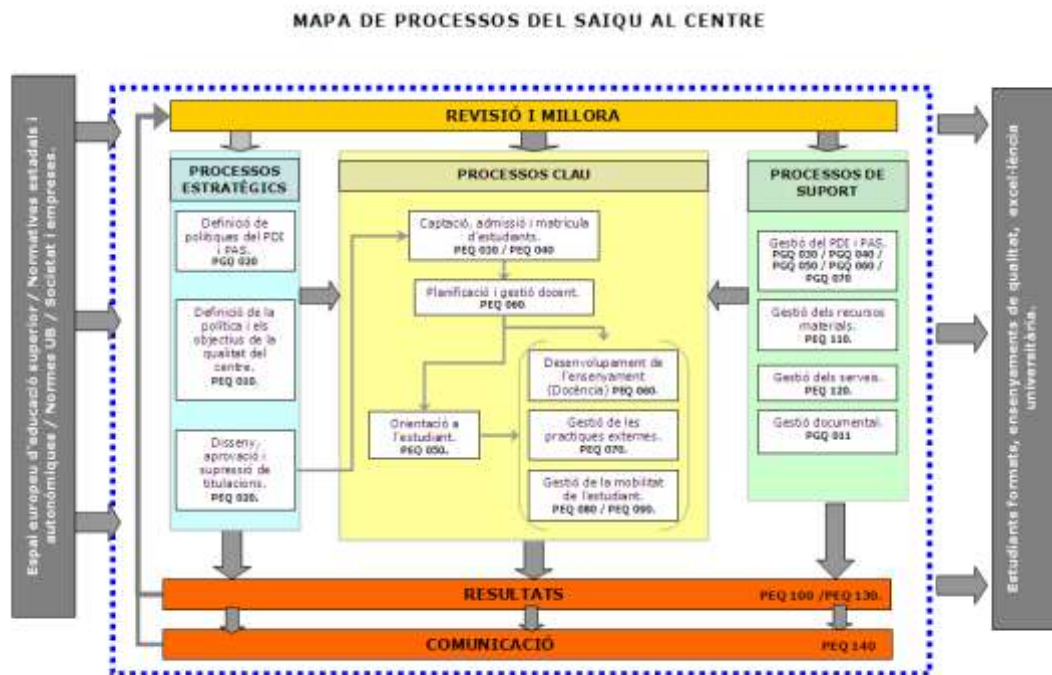 MAPA DE PROCESSOS DEL SAIQU AL CENTRE
Espai europeu d'educació superior / Normatives estadals i
autonòmiques / Normes UB / Societat i empreses.
REVISIÓ I MILLORA
PROCESSOS
ESTRATÈGICS
Definició de
polítiques del PDI
i PAS.
PGQ 020
Definició de la
política i els
objectius de la
qualitat del
centre.
PEQ 010.
Disseny,
aprovació i
supressió de
titulacions.
PEQ 020.
PROCESSOS CLAU
Captació, admissió i matrícula
d'estudiants.
PEQ 030 / PEQ 040
Planificació i gestió docent.
PEQ 060.
Orientació a
l'estudiant.
PEQ 050.
Desenvolupament de
l'ensenyament
(Docència) PEQ 060.
Gestió de les
practiques externes.
PEQ 070.
Gestió de la mobilitat
de l'estudiant.
PEQ 080 / PEQ 090.
PROCESSOS DE
SUPORT
Gestió del PDI i PAS.
PGQ 030 / PGQ 040 /
PGQ 050 / PGQ 060 /
PGQ 070
Gestió dels recursos
materials.
PEQ 110.
Gestió dels serveis.
PEQ 120.
Gestió documental.
PGQ 011
RESULTATS
PEQ 100 /PEQ 130.
COMUNICACIÓ
PEQ 140
Estudiants formats, ensenyaments de qualitat, excel·lència
universitària.